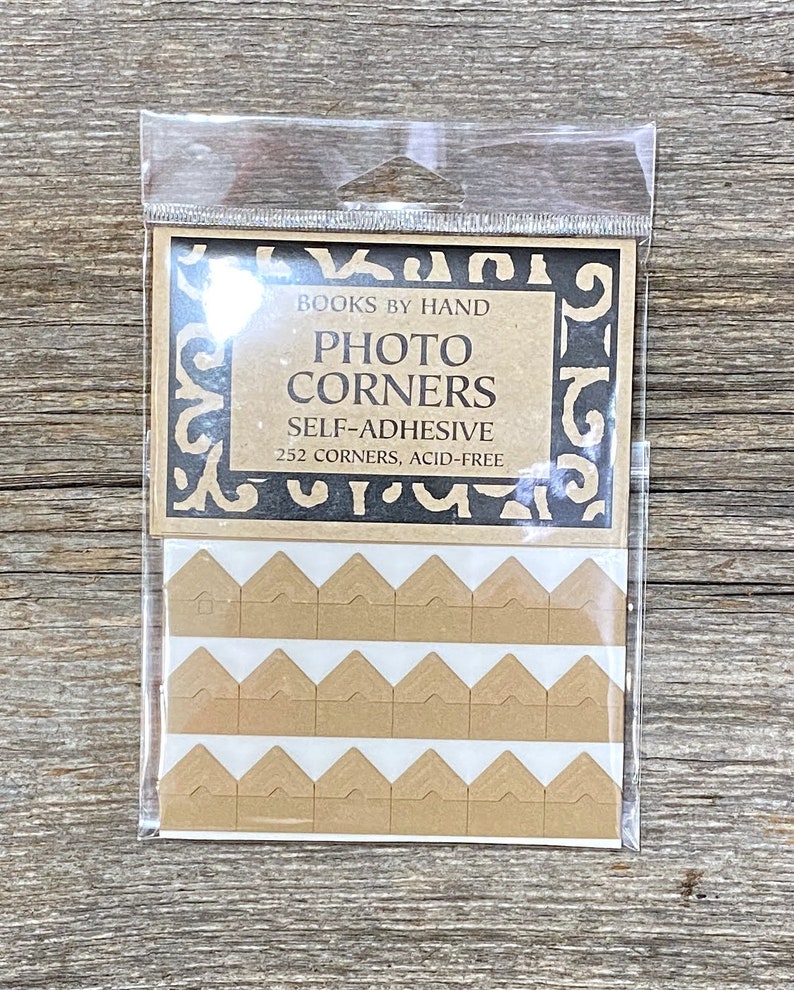 BOOKS BY HAND
PHOTO
CORNERS
SELF-ADHESIVE
252 CORNERS, ACID-FREE